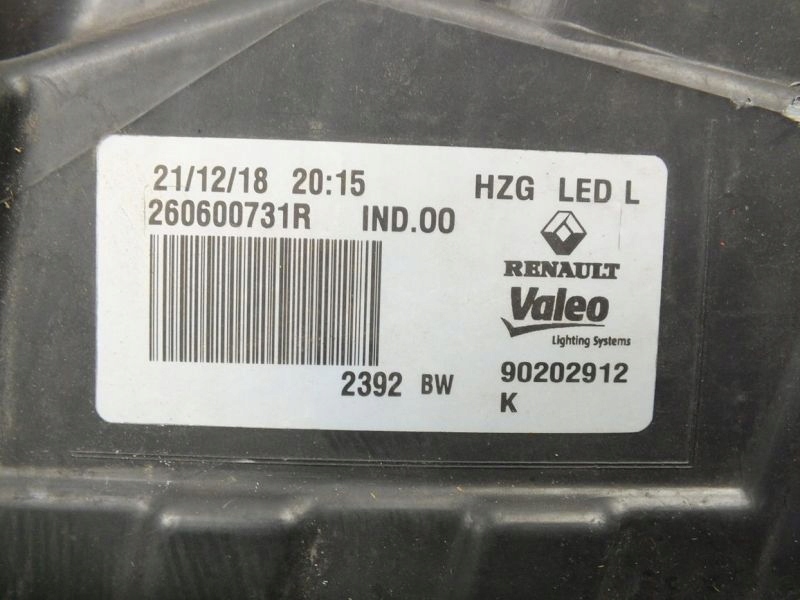 21/12/18 20:15 HZG LED L
260600731R IND.00
RENAULT
Valeo
Lighting Systems
2392 BW 90202912
K